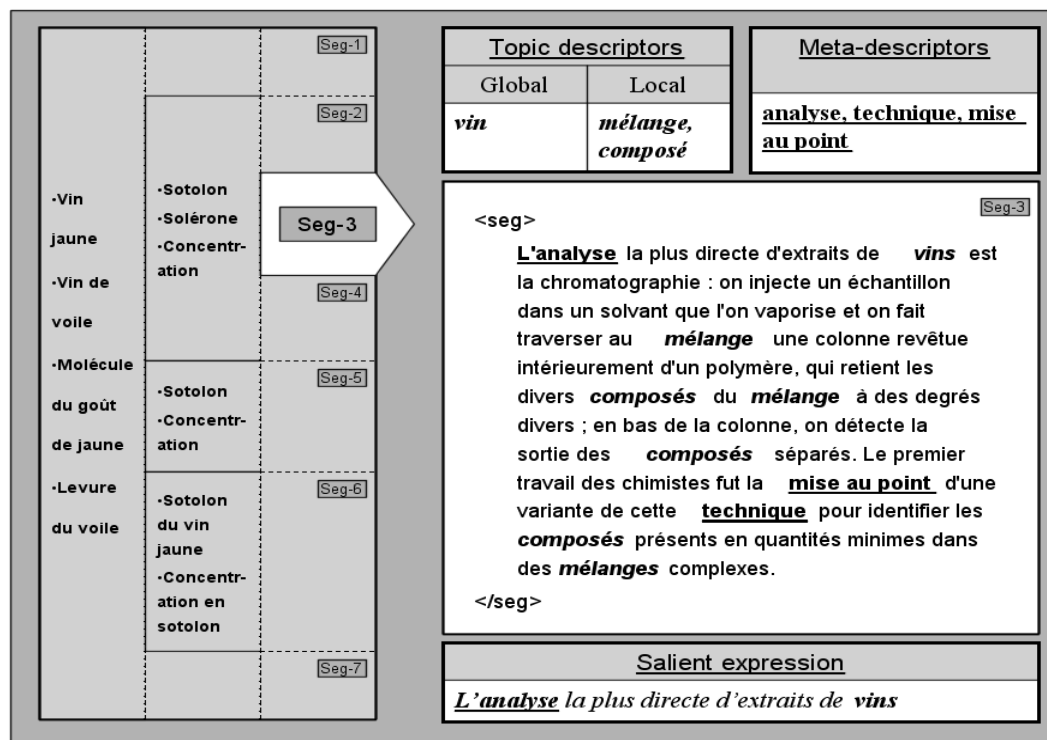 Seg-1
Seg-2
Seg-3
Seg-4
Seg-5
Seg-6
Seg-7
•Vin
jaune
•Vin de
voile
•Molécule
du goût
de jaune
•Levure
du voile
•Sotolon
•Solérone
•Concentr-
ation
•Sotolon
•Concentr-
ation
•Sotolon
du vin
jaune
•Concentr-
ation en
sotolon
Topic descriptors
Global Local
vin mélange,
composé
Meta-descriptors
analyse, technique, mise
au point
Seg-3
<seg>
L'analyse la plus directe d'extraits de vins est
la chromatographie : on injecte un échantillon
dans un solvant que l'on vaporise et on fait
traverser au mélange une colonne revêtue
intérieurement d'un polymère, qui retient les
divers composés du mélange à des degrés
divers ; en bas de la colonne, on détecte la
sortie des composés séparés. Le premier
travail des chimistes fut la mise au point d'une
variante de cette technique pour identifier les
composés présents en quantités minimes dans
des mélanges complexes.
</seg>
Salient expression
L'analyse la plus directe d'extraits de vins